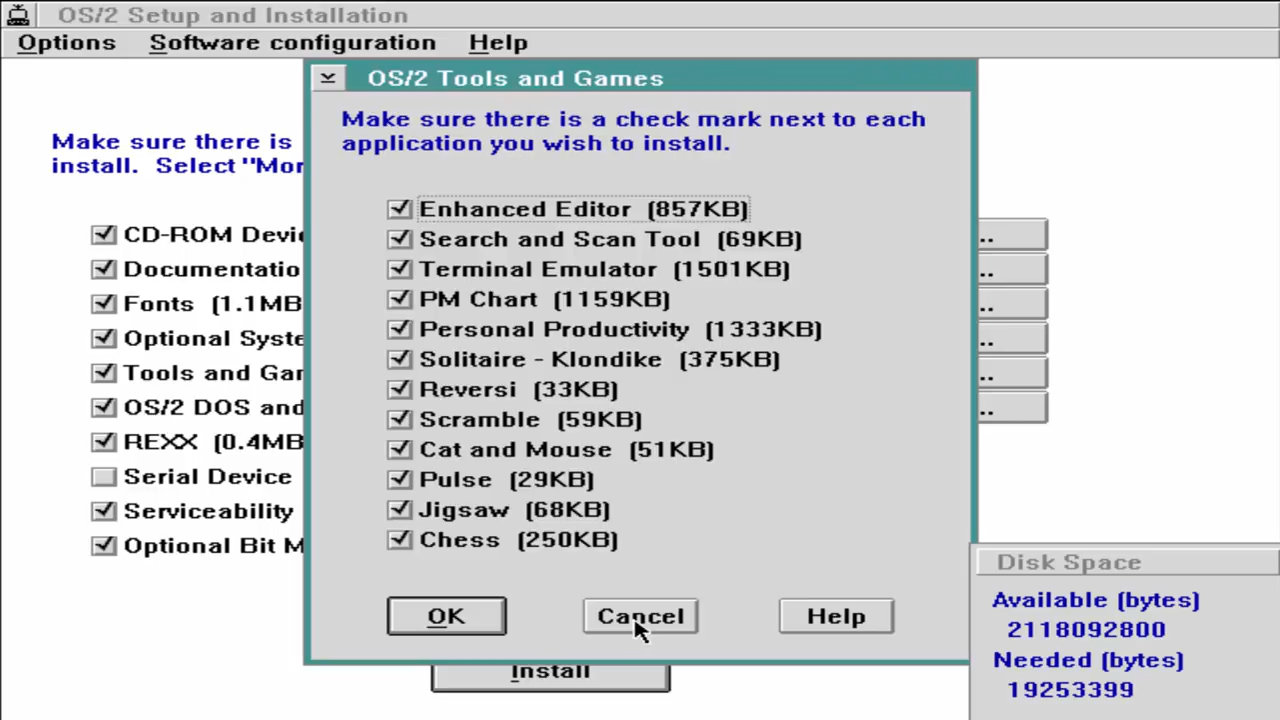 OS/2 Setup and Installation
Options Software configuration Help
OS/2 Tools and Games
Make sure there is a check mark next to each
application you wish to install.
Make sure there is
install. Select "Mor
Enhanced Editor (857KB)
Search and Scan Tool (69KB)
Terminal Emulator (1501KB)
PM Chart (1159KB)
Personal Productivity (1333KB)
Solitaire - Klondike (375KB)
Reversi (33KB)
Scramble (59KB)
Cat and Mouse (51KB)
Pulse (29KB)
Jigsaw (68KB)
Chess (250KB)
CD-ROM Devic
Documentatio
Fonts (1.1MB
Optional Syste
Tools and Gar
OS/2 DOS and
REXX (0.4MB
Serial Device
Serviceability
Optional Bit M
..
..
..
..
..
OK Cancel Help
Install
Disk Space
Available (bytes)
2118092800
Needed (bytes)
19253399